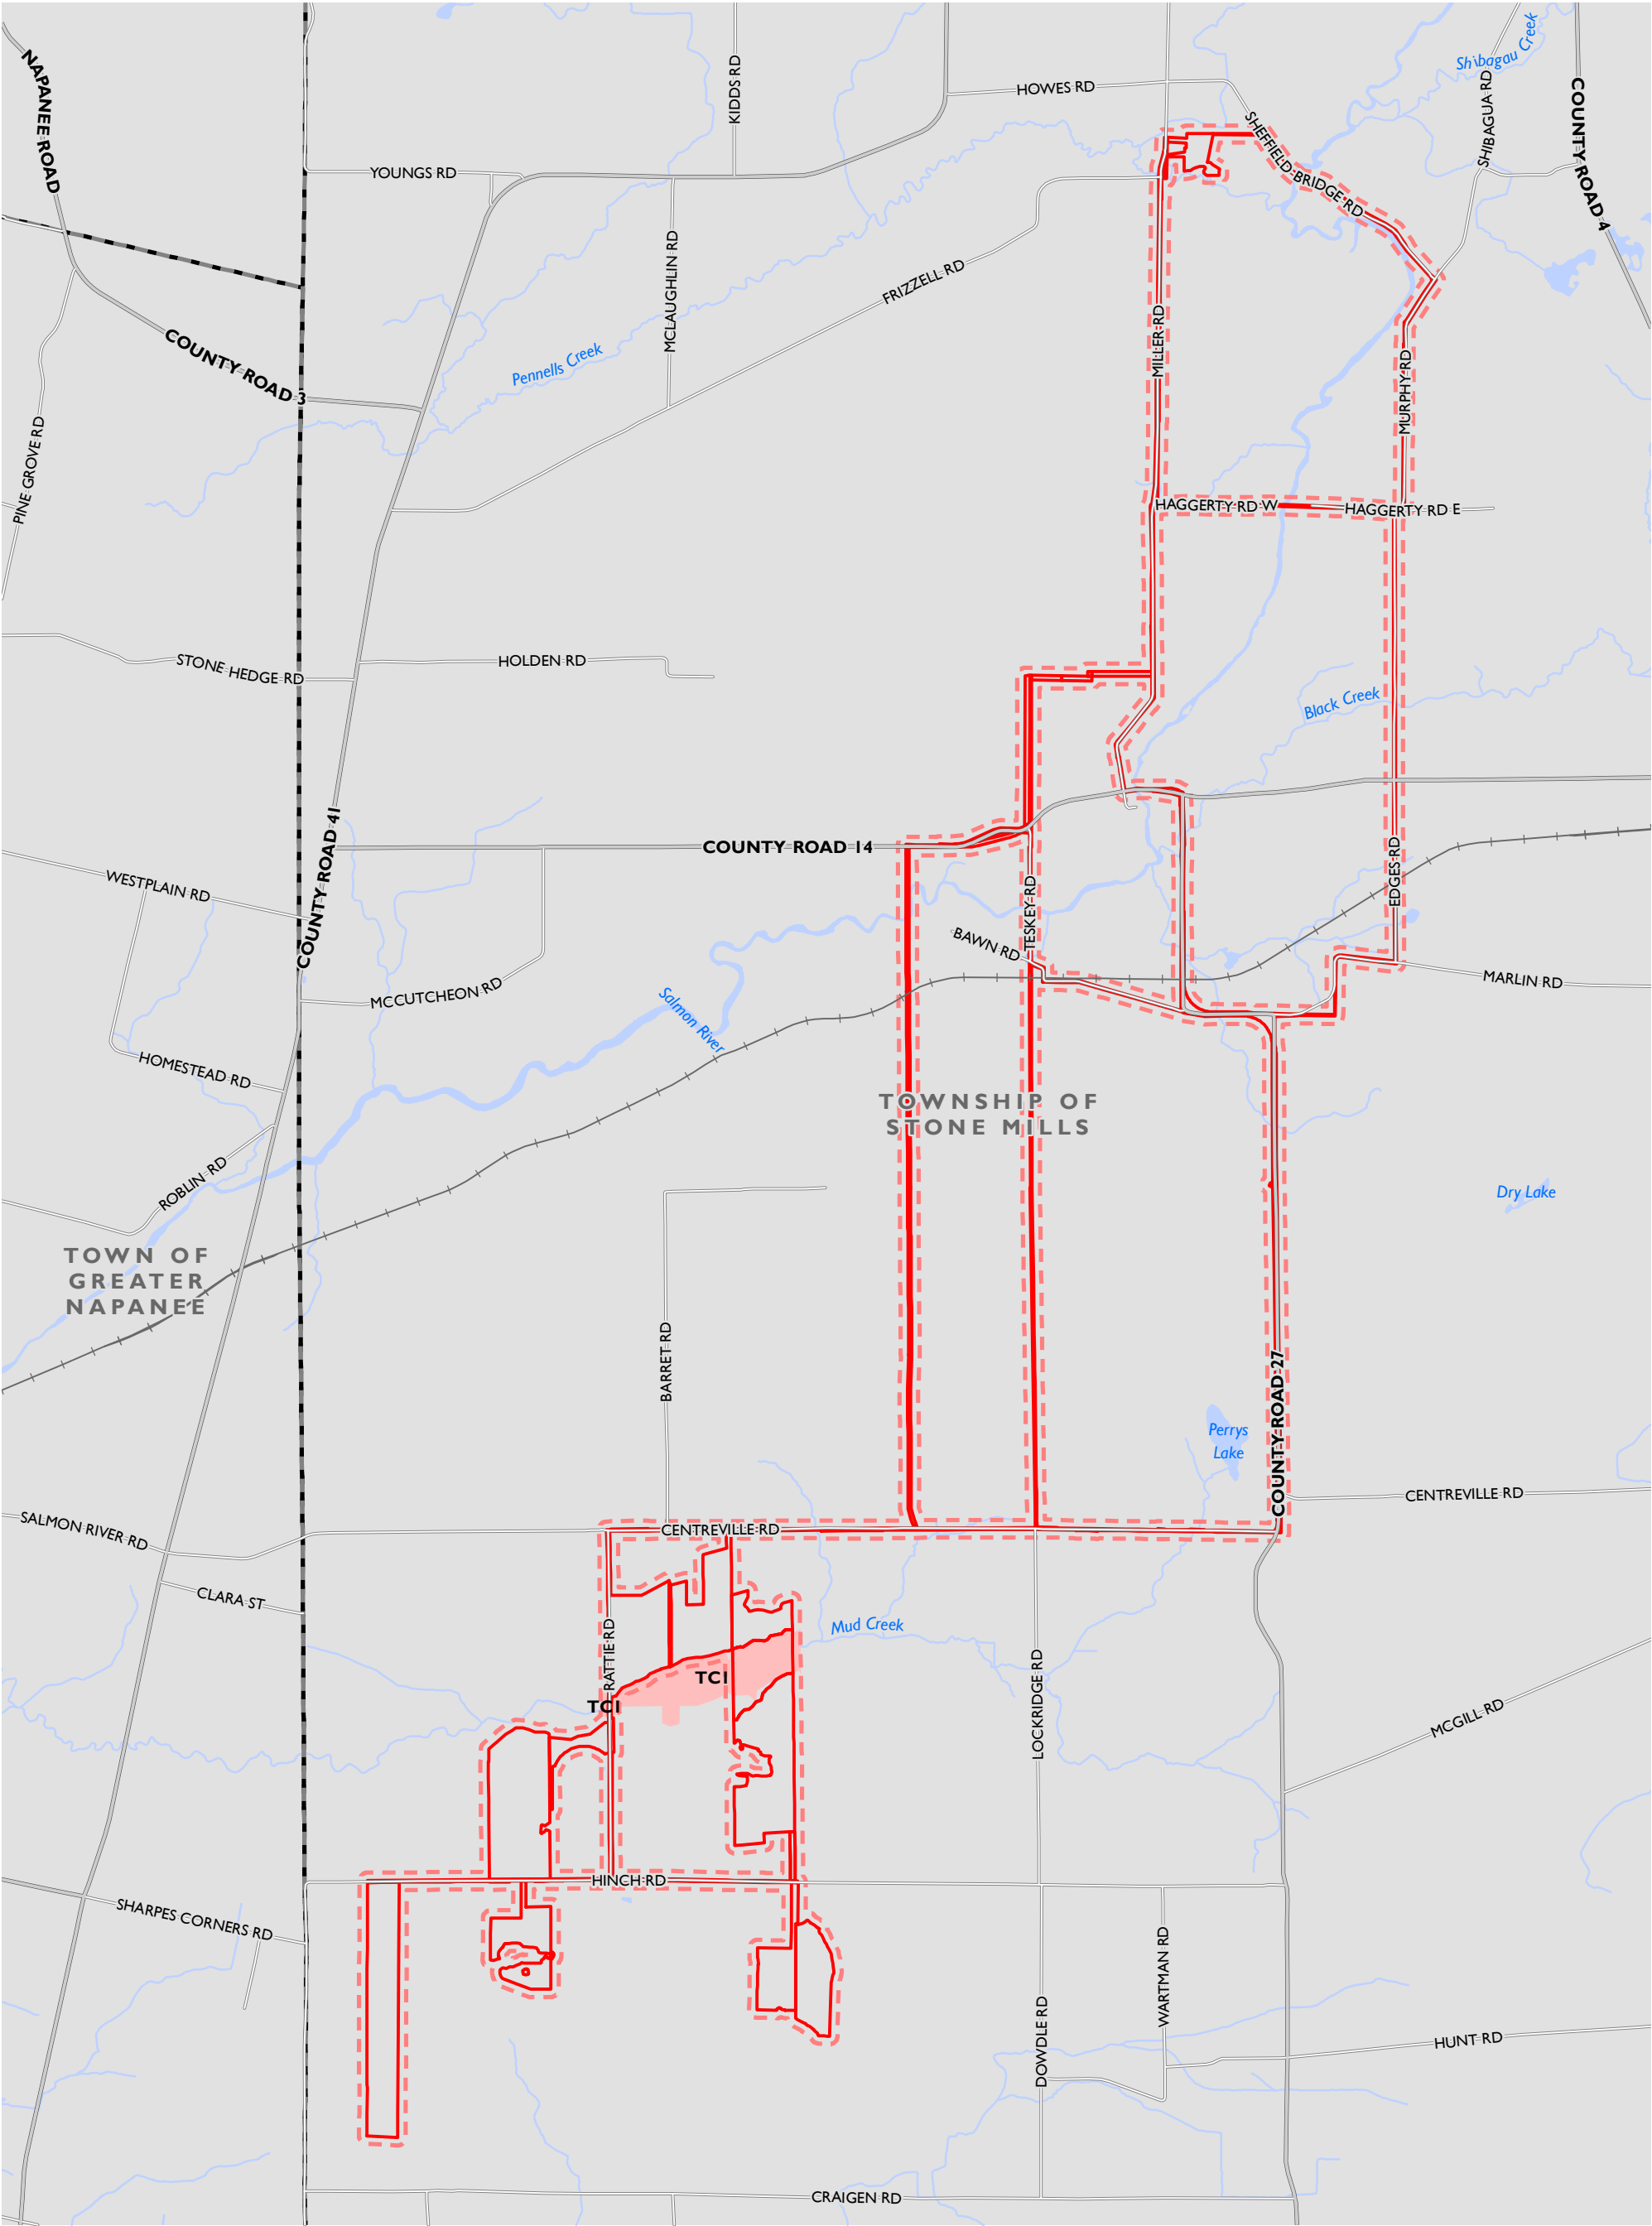 Shibagau Creek
NAPANEE ROAD
KIDDS RD
HOWES RD
SHIBAGUA RD
COUNTY ROAD 4
SHEFFIELD BRIDGE RD
YOUNGS RD
MCLAUGHLIN RD
FRIZZELL RD
MILLER RD
COUNTY ROAD 3
Pennells Creek
MURPHY RD
PINE GROVE RD
HAGGERTY RD W
HAGGERTY RD E
STONE HEDGE RD
HOLDEN RD
Black Creek
COUNTY ROAD 41
COUNTY ROAD 14
EDGES RD
WESTPLAIN RD
TESKEY RD
BAWN RD
MCCUTCHEON RD
MARLIN RD
Salmon River
HOMESTEAD RD
TOWNSHIP OF
STONE MILLS
ROBLIN RD
Dry Lake
TOWN OF
GREATER
NAPANEE
BARRET RD
COUNTY ROAD 27
Perrys
Lake
CENTREVILLE RD
SALMON RIVER RD
CENTREVILLE RD
CLARA ST
Mud Creek
RATTIE RD
LOCKRIDGE RD
TCI
TCI
MCGILL RD
HINCH RD
SHARPES CORNERS RD
WARTMAN RD
DOWDLE RD
HUNT RD
CRAIGEN RD